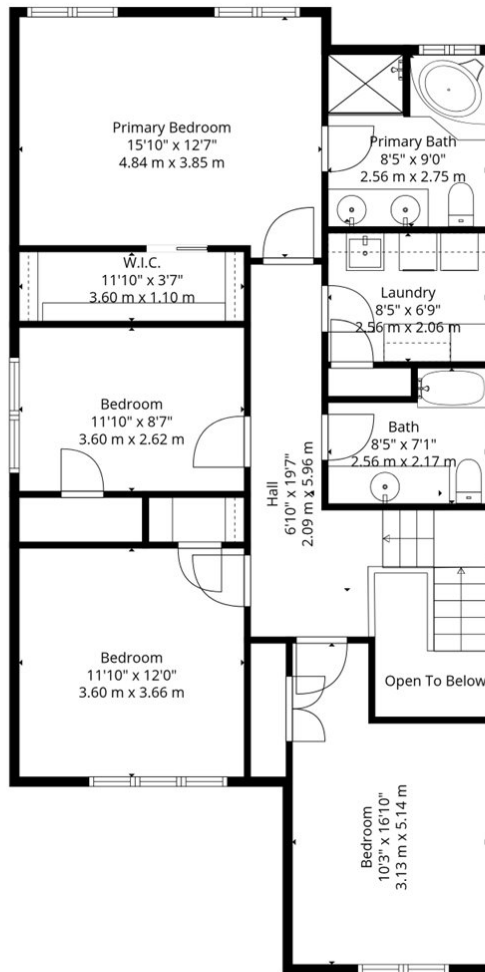 Primary Bedroom
15'10" x 12'7"
4.84 m x 3.85 m
Primary Bath
8'5" x 9'0"
2.56 m x 2.75 m
W.I.C.
11'10" x 3'7"
3.60 m x 1.10 m
Laundry
8'5" x 6'9"
2.56 m x 2.06 m
Bedroom
11'10" x 8'7"
3.60 m x 2.62 m
Bath
8'5" x 7'1"
2.56 m x 2.17 m
Hall
6'10" x 19'7"
2.09 m x 5.96 m
Bedroom
11'10" x 12'0"
3.60 m x 3.66 m
Open To Below
Bedroom
10'3" x 16'10"
3.13 m x 5.14 m